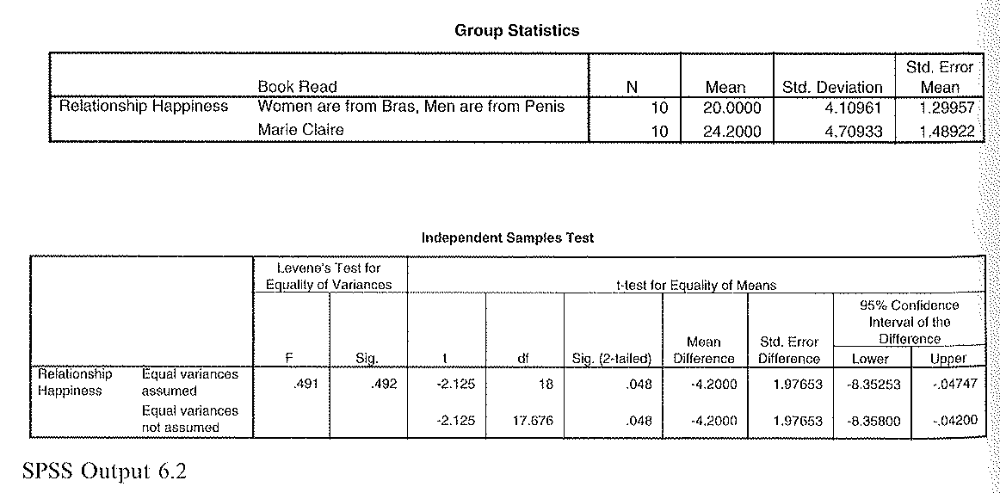 Group Statistics
Std. Error
Book Read N Mean Std. Deviation Mean
Relationship Happiness Women are from Bras, Men are from Penis 10 20.0000 4.10961 1.29957
Marie Claire 10 24.2000 4.70933 1.48922
Independent Samples Test
Levene's Test for
Equality of Variances t-test for Equality of Means
95% Confidence
Interval of the
Mean Std. Error Difference
F Sig. t df Sig. (2-tailed) Difference Difference Lower Upper
Relationship Equal variances .491 .492 -2.125 18 .048 -4.2000 1.97653 -8.35253 -.04747
Happiness assumed
Equal variances -2.125 17.676 .048 -4.2000 1.97653 -8.35800 -.04200
not assumed
SPSS Output 6.2